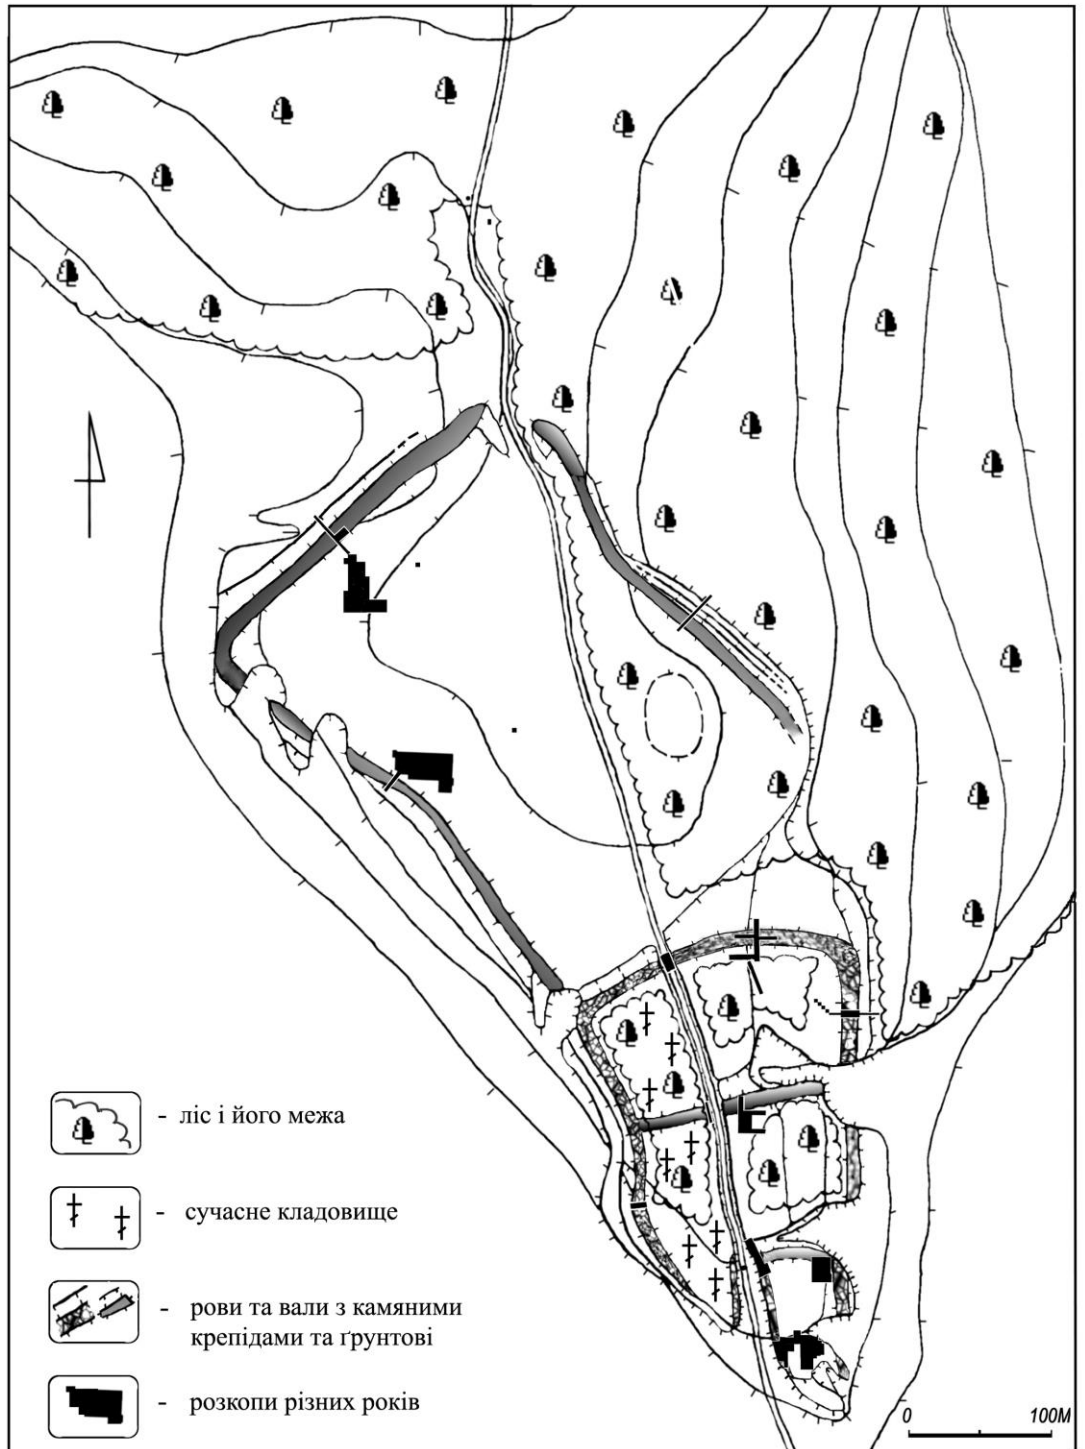 - ліс і його межа
- сучасне кладовище
- рови та вали з камяними
крепідами та ґрунтові
- розкопи різних років
0 100M